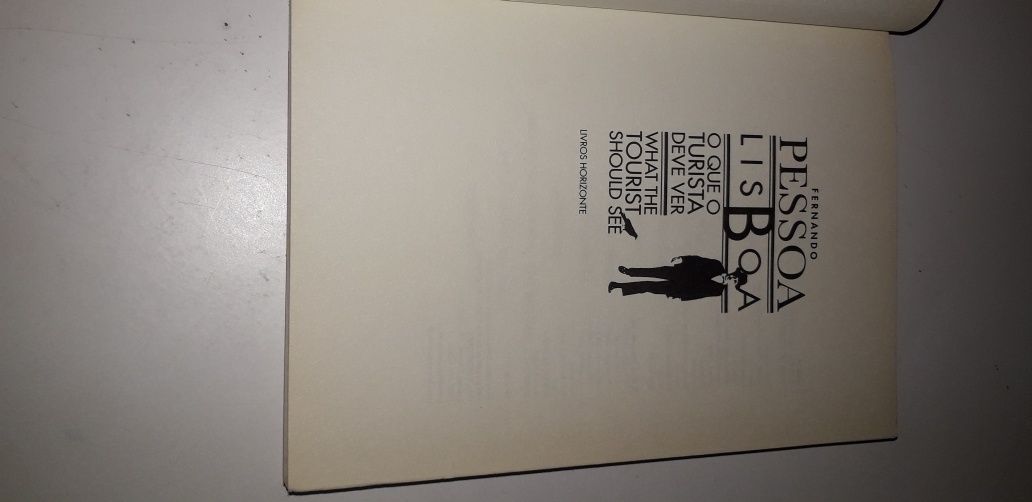 FERNANDO
PESSOA
LISBOA
O QUE O
TURISTA
DEVE VER
WHAT THE
TOURIST
SHOULD SEE
LIVROS HORIZONTE